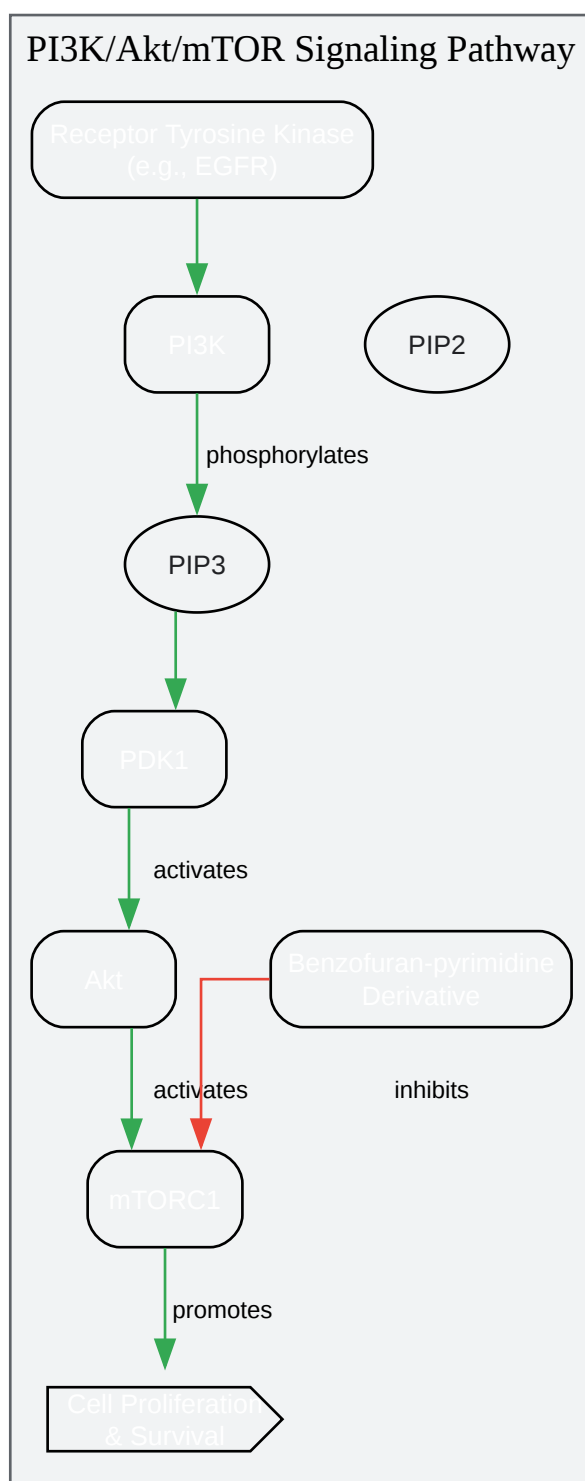 PI3K/Akt/mTOR Signaling Pathway
Receptor Tyrosine Kinase
(e.g., EGFR)
PI3K
PIP2
phosphorylates
PIP3
PDK1
activates
Akt
Benzofuran-pyrimidine
Derivative
activates
inhibits
mTORC1
promotes
Cell Proliferation
& Survival